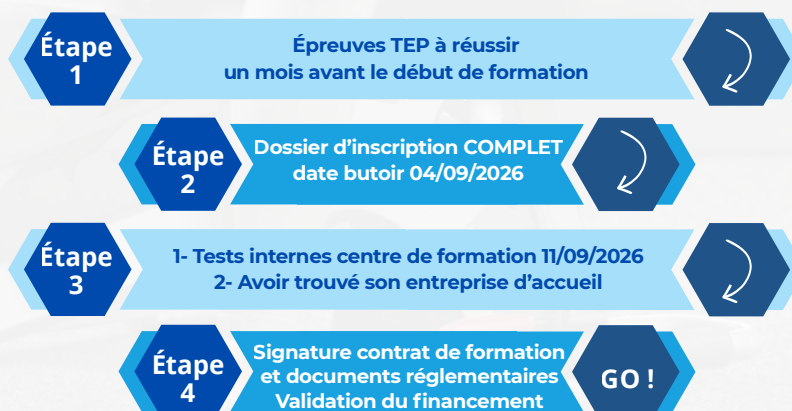 Étape
1
Épreuves TEP à réussir
un mois avant le début de formation
Étape
2
Dossier d'inscription COMPLET
date butoir 04/09/2026
Étape
3
1- Tests internes centre de formation 11/09/2026
2- Avoir trouvé son entreprise d'accueil
Étape
4
Signature contrat de formation
et documents réglementaires
Validation du financement
GO !